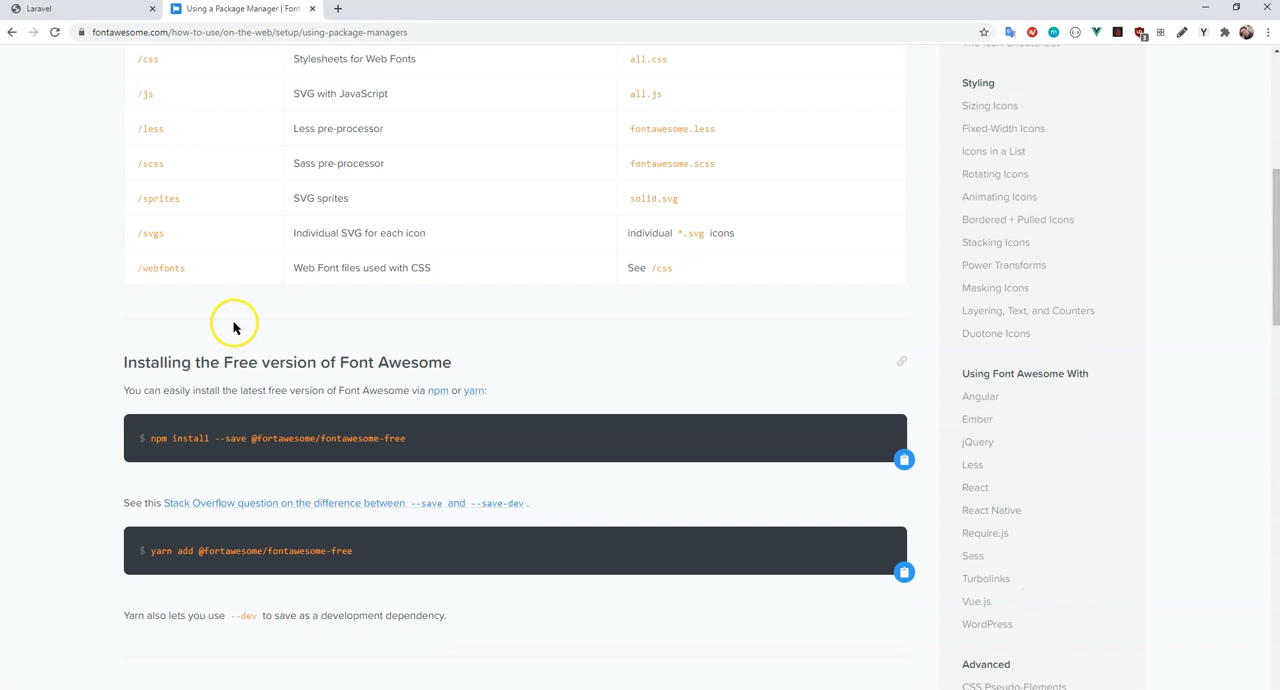 Laravel
Using a Package Manager | Font
fontawesome.com/how-to-use/on-the-web/setup/using-package-managers
/css Stylesheets for Web Fonts all.css
/js SVG with JavaScript all.js
/less Less pre-processor fontawesome.less
/scss Sass pre-processor fontawesome.scss
/sprites SVG sprites solid.svg
/svgs Individual SVG for each icon individual *.svg icons
/webfonts Web Font files used with CSS See /css
Installing the Free version of Font Awesome
You can easily install the latest free version of Font Awesome via npm or yarn:
$ npm install --save @fortawesome/fontawesome-free
See this Stack Overflow question on the difference between --save and --save-dev .
$ yarn add @fortawesome/fontawesome-free
Yarn also lets you use --dev to save as a development dependency.
The Icon Cheatsheet
Styling
Sizing Icons
Fixed-Width Icons
Icons in a List
Rotating Icons
Animating Icons
Bordered + Pulled Icons
Stacking Icons
Power Transforms
Masking Icons
Layering, Text, and Counters
Duotone Icons
Using Font Awesome With
Angular
Ember
jQuery
Less
React
React Native
Require.js
Sass
Turbolinks
Vue.js
WordPress
Advanced
CSS Pseudo-Elements